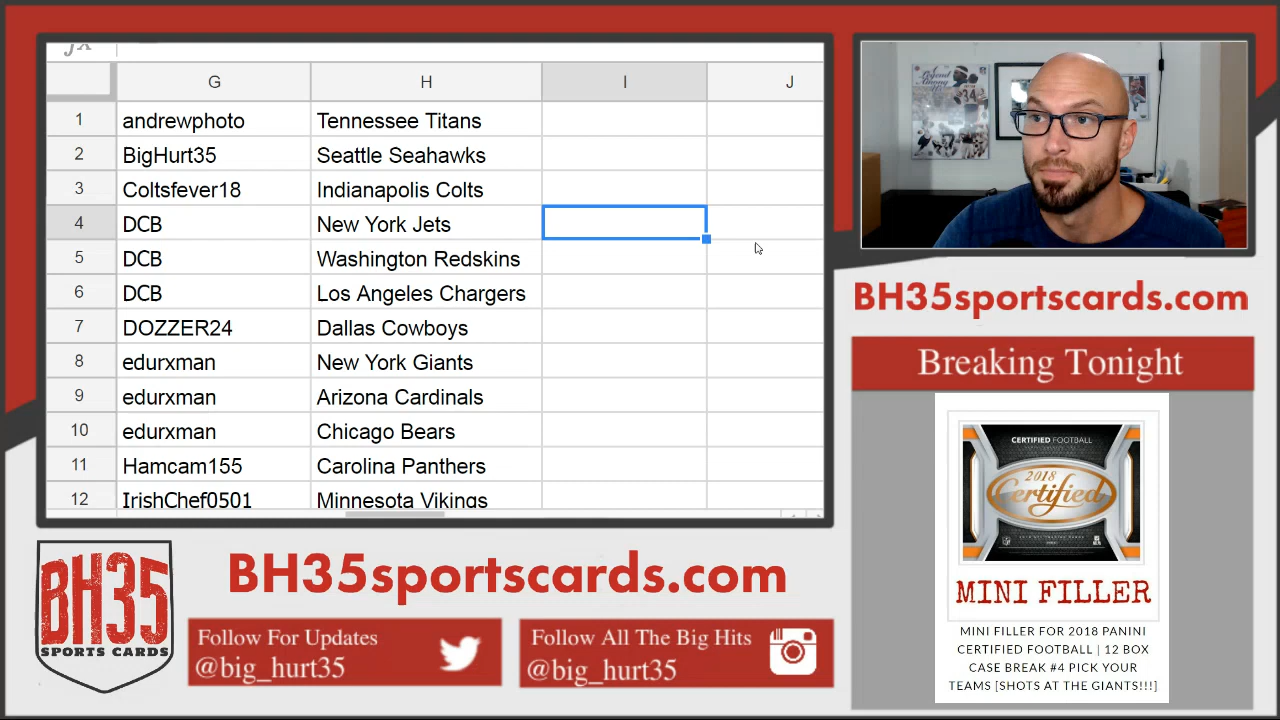 G H I J
1 andrewphoto Tennessee Titans
2 BigHurt35 Seattle Seahawks
3 Coltsfever18 Indianapolis Colts
4 DCB New York Jets
5 DCB Washington Redskins
6 DCB Los Angeles Chargers
7 DOZZER24 Dallas Cowboys
8 edurxman New York Giants
9 edurxman Arizona Cardinals
10 edurxman Chicago Bears
11 Hamcam155 Carolina Panthers
12 IrishChef0501 Minnesota Vikings
BH35
SPORTS CARDS
BH35sportscards.com
Follow For Updates
@big_hurt35
Follow All The Big Hits
@big_hurt35
34
BH35sportscards.com
Breaking Tonight
CERTIFIED FOOTBALL
2018
Certified
MINI FILLER
MINI FILLER FOR 2018 PANINI
CERTIFIED FOOTBALL | 12 BOX
CASE BREAK #4 PICK YOUR
TEAMS [SHOTS AT THE GIANTS!!!]